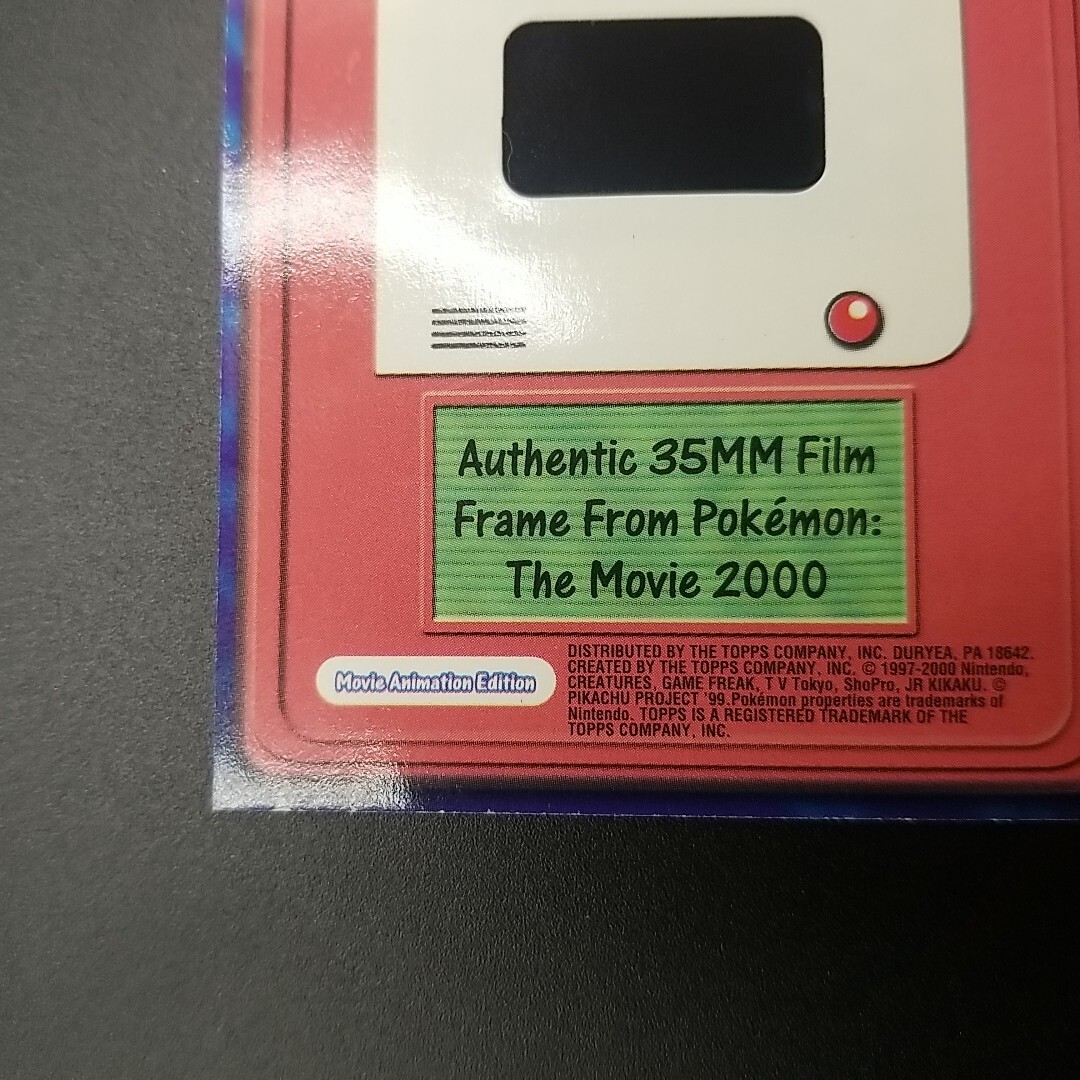 Authentic 35MM Film
Frame From Pokémon:
The Movie 2000
Movie Animation Edition
DISTRIBUTED BY THE TOPPS COMPANY, INC. DURYEA, PA 18642.
CREATED BY THE TOPPS COMPANY, INC. © 1997-2000 Nintendo,
CREATURES, GAME FREAK, T V Tokyo, ShoPro, JR KIKAKU. ©
PIKACHU PROJECT '99. Pokémon properties are trademarks of
Nintendo. TOPPS IS A REGISTERED TRADEMARK OF THE
TOPPS COMPANY, INC.